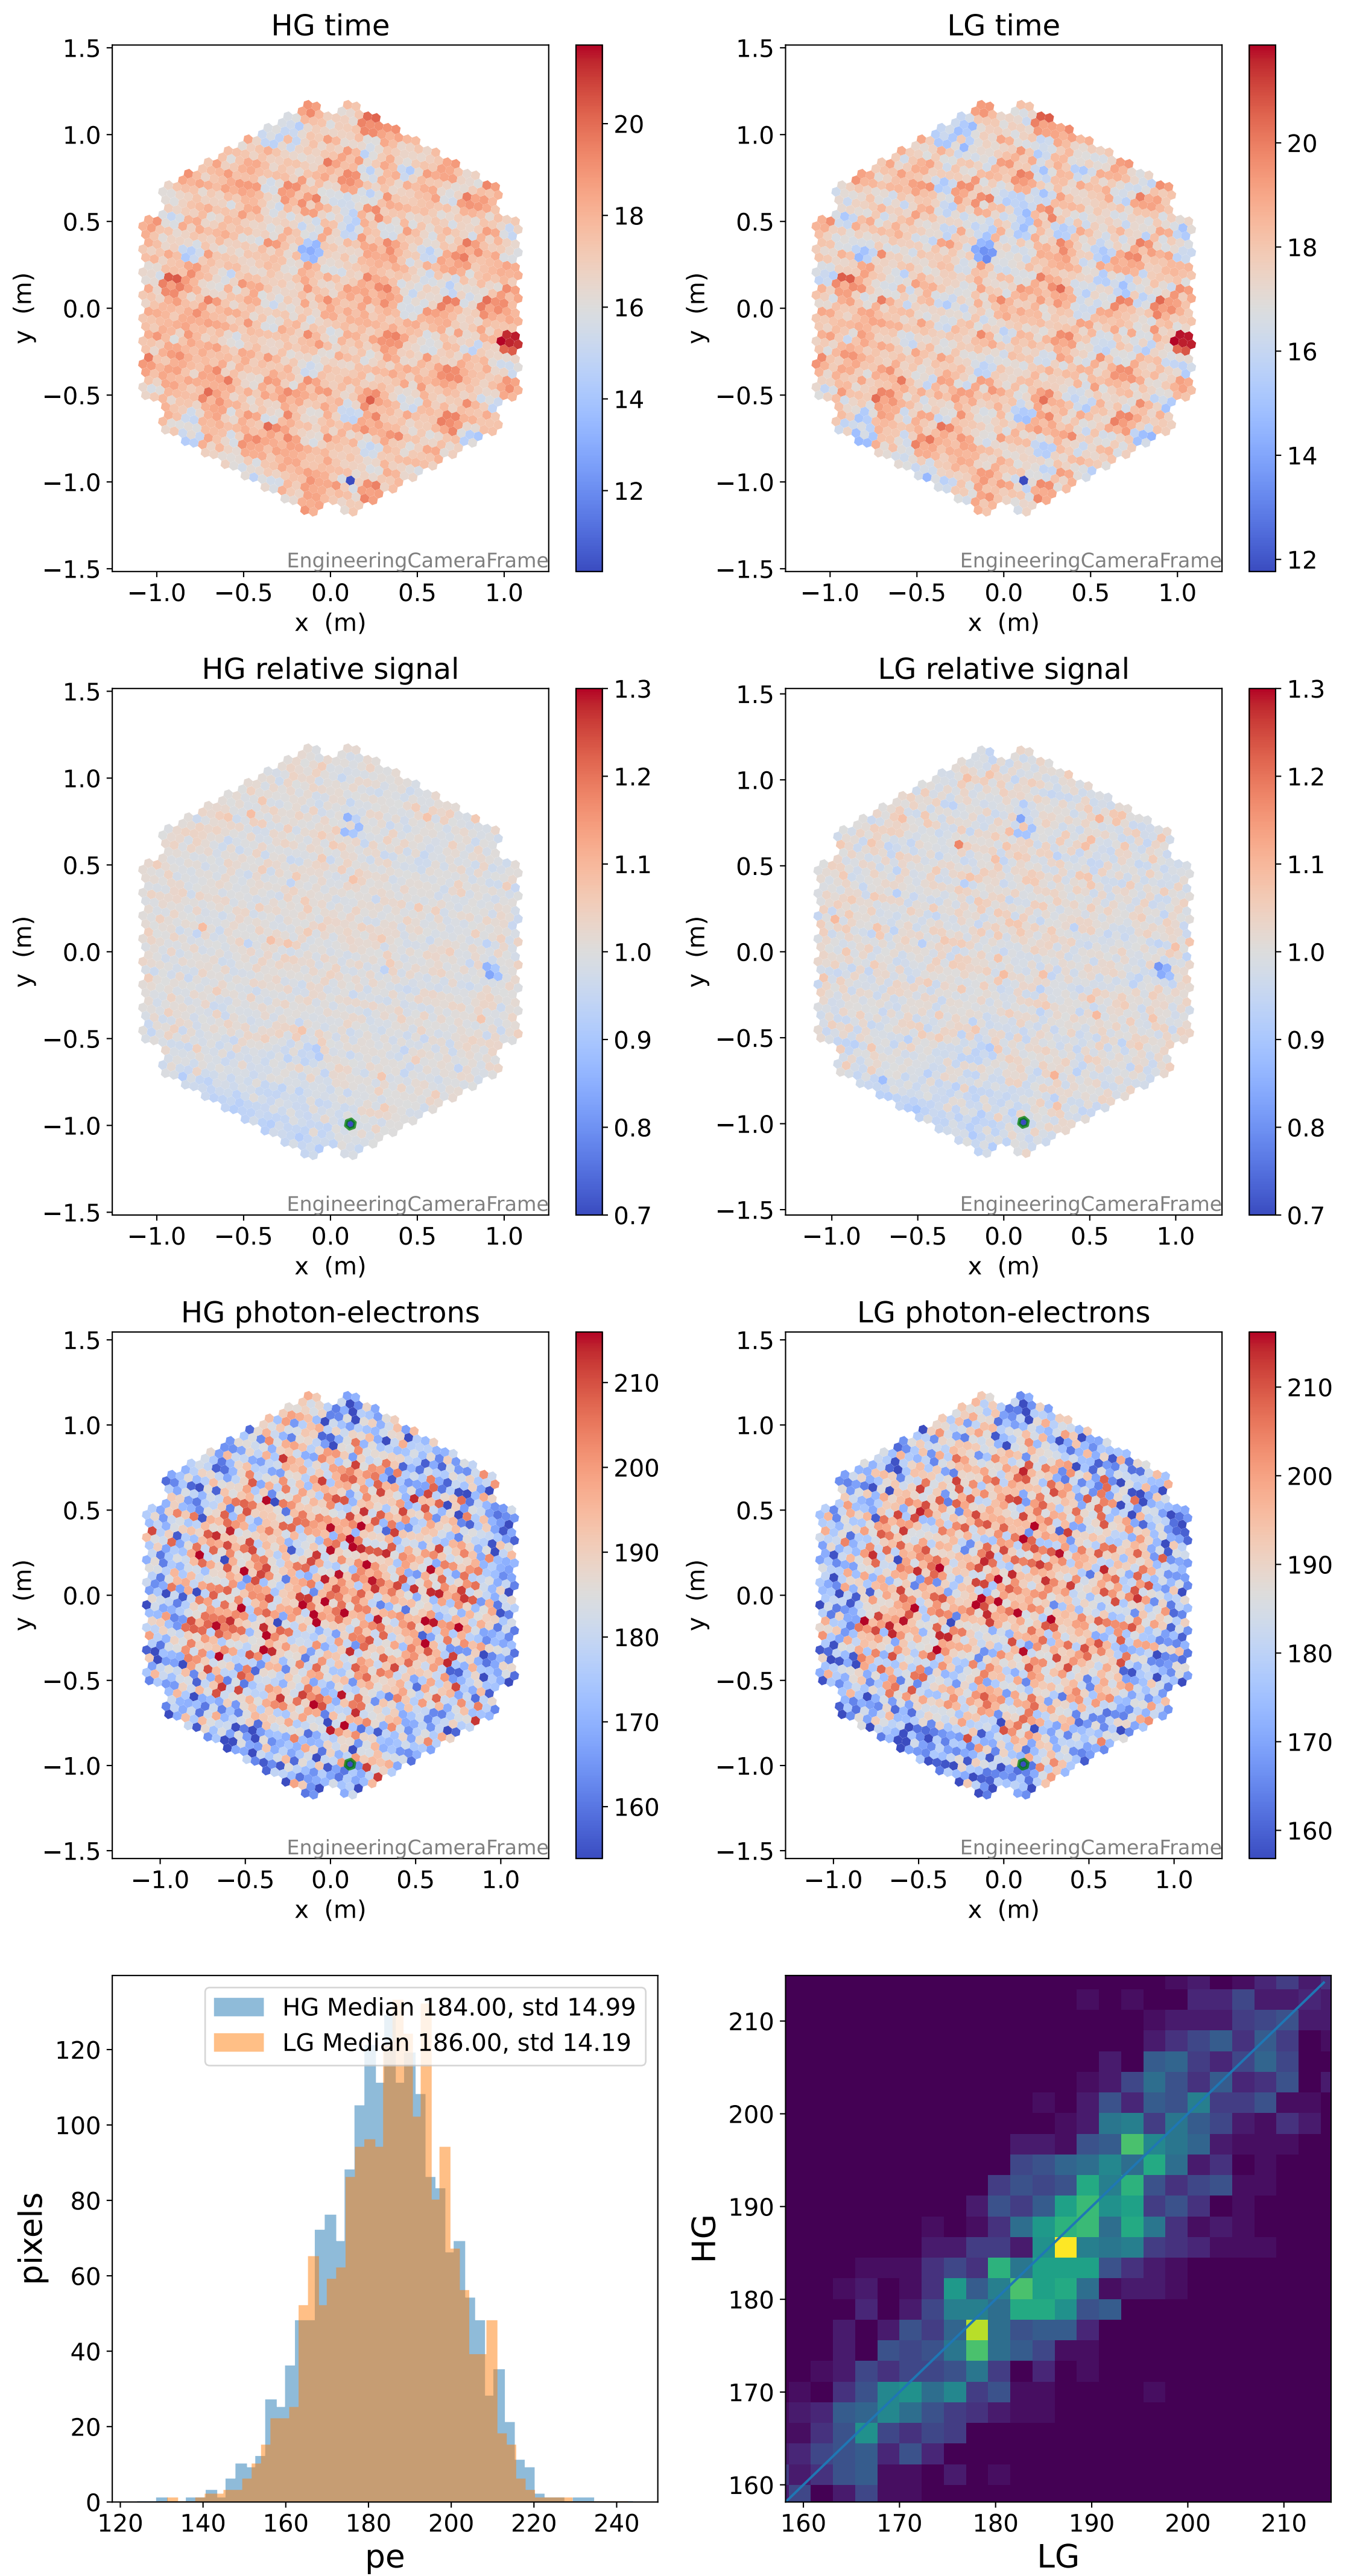 HG time
1.5
1.0
0.5
0.0
−0.5
−1.0
−1.5
y (m)
−1.0 −0.5 0.0 0.5 1.0
x (m)
EngineeringCameraFrame
20
18
16
14
12
LG time
1.5
1.0
0.5
0.0
−0.5
−1.0
−1.5
y (m)
−1.0 −0.5 0.0 0.5 1.0
x (m)
EngineeringCameraFrame
20
18
16
14
12
HG relative signal
1.5
1.0
0.5
0.0
−0.5
−1.0
−1.5
y (m)
−1.0 −0.5 0.0 0.5 1.0
x (m)
EngineeringCameraFrame
1.3
1.2
1.1
1.0
0.9
0.8
0.7
LG relative signal
1.5
1.0
0.5
0.0
−0.5
−1.0
−1.5
y (m)
−1.0 −0.5 0.0 0.5 1.0
x (m)
EngineeringCameraFrame
1.3
1.2
1.1
1.0
0.9
0.8
0.7
HG photon-electrons
1.5
1.0
0.5
0.0
−0.5
−1.0
−1.5
y (m)
−1.0 −0.5 0.0 0.5 1.0
x (m)
EngineeringCameraFrame
210
200
190
180
170
160
LG photon-electrons
1.5
1.0
0.5
0.0
−0.5
−1.0
−1.5
y (m)
−1.0 −0.5 0.0 0.5 1.0
x (m)
EngineeringCameraFrame
210
200
190
180
170
160
HG Median 184.00, std 14.99
LG Median 186.00, std 14.19
120
100
80
60
40
20
0
pixels
120 140 160 180 200 220 240
pe
210
200
190
180
170
160
HG
160 170 180 190 200 210
LG